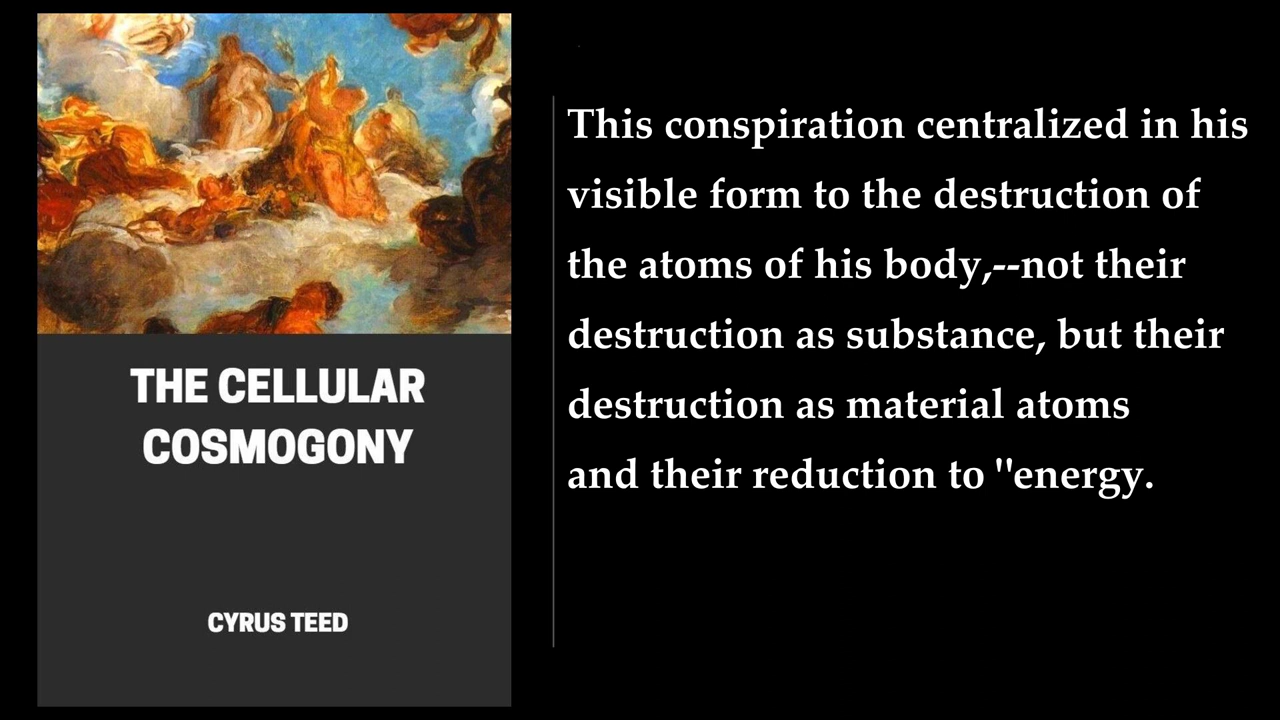 THE CELLULAR
COSMOGONY
CYRUS TEED
This conspiration centralized in his
visible form to the destruction of
the atoms of his body,--not their
destruction as substance, but their
destruction as material atoms
and their reduction to "energy.